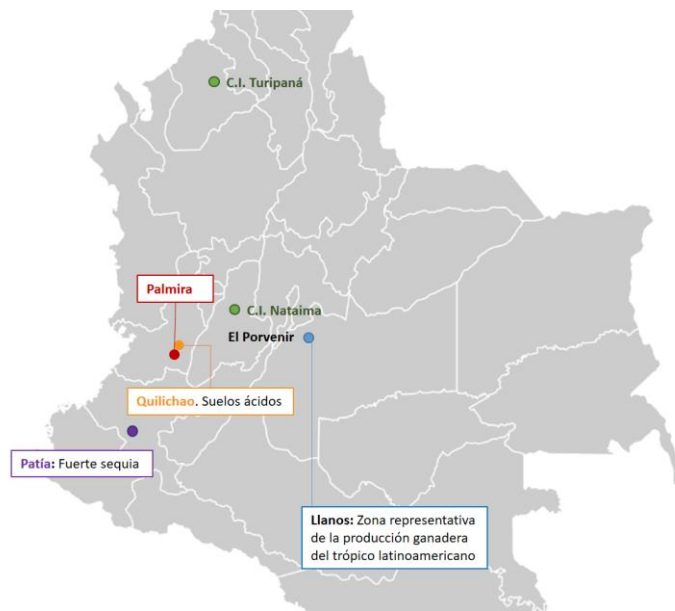 C.I. Turipaná
Palmira
C.I. Nataima
El Porvenir
Quilichao. Suelos ácidos
Patía: Fuerte sequia
Llanos: Zona representativa
de la producción ganadera
del trópico latinoamericano